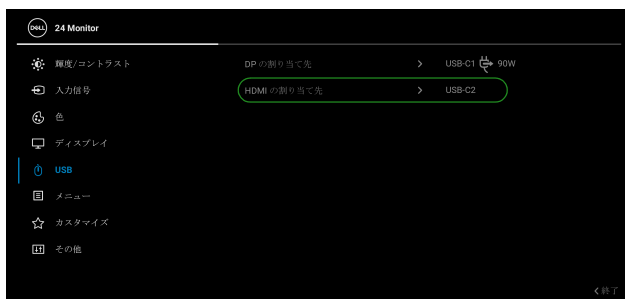 DELL 24 Monitor
輝度/コントラスト
DP の割り当て先 > USB-C1 90W
入力信号
HDMI の割り当て先 > USB-C2
色
ディスプレイ
USB
メニュー
カスタマイズ
その他
<終了